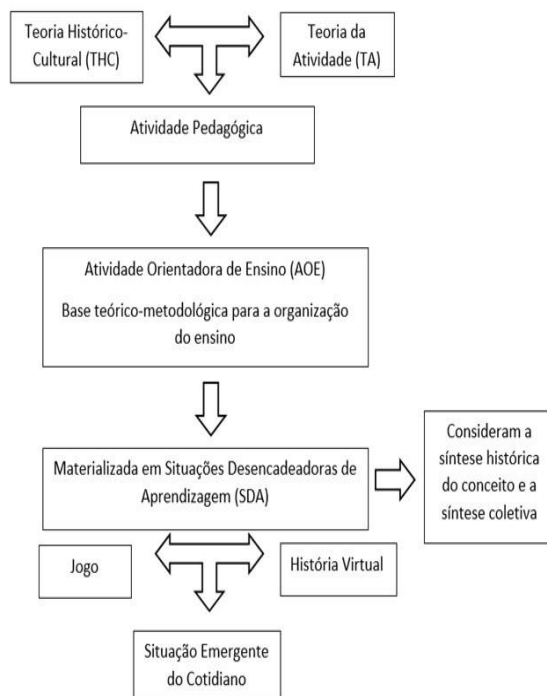 Teoria Histórico-
Cultural (THC)
Teoria da
Atividade (TA)
Atividade Pedagógica
Atividade Orientadora de Ensino (AOE)
Base teórico-metodológica para a organização
do ensino
Materializada em Situações Desencadeadoras de
Aprendizagem (SDA)
Consideram a
síntese histórica
do conceito e a
síntese coletiva
Jogo
História Virtual
Situação Emergente
do Cotidiano